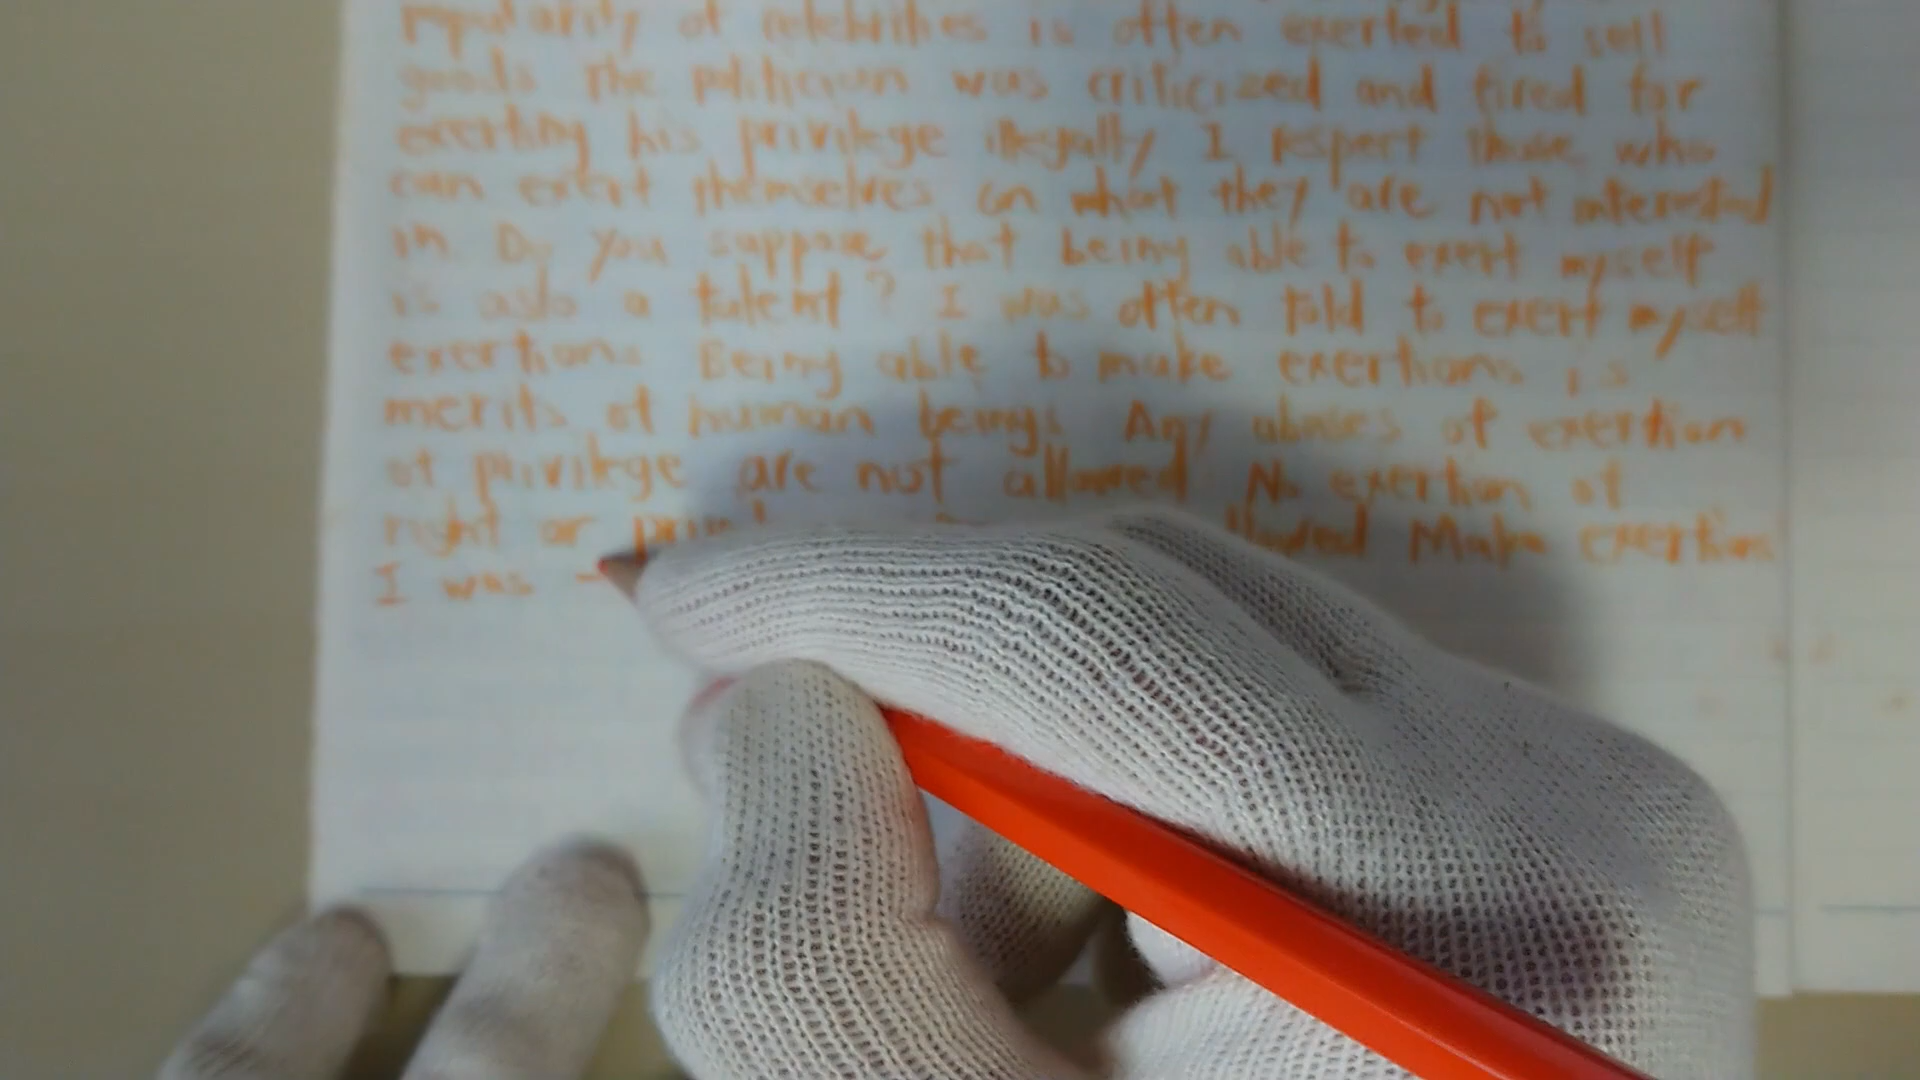 popularity of celebrities is often exerted to sell
goods The politician was criticized and fired for
exerting his privilege illegally I respect those who
can exert themselves on what they are not interested
in. Do you suppose that being able to exert myself
is also a talent? I was often told to exert myself
exertions Being able to make exertions is
merits of human beings Any abuses of exertion
of privilege are not allowed No exertion of
right or Make exertions
I was